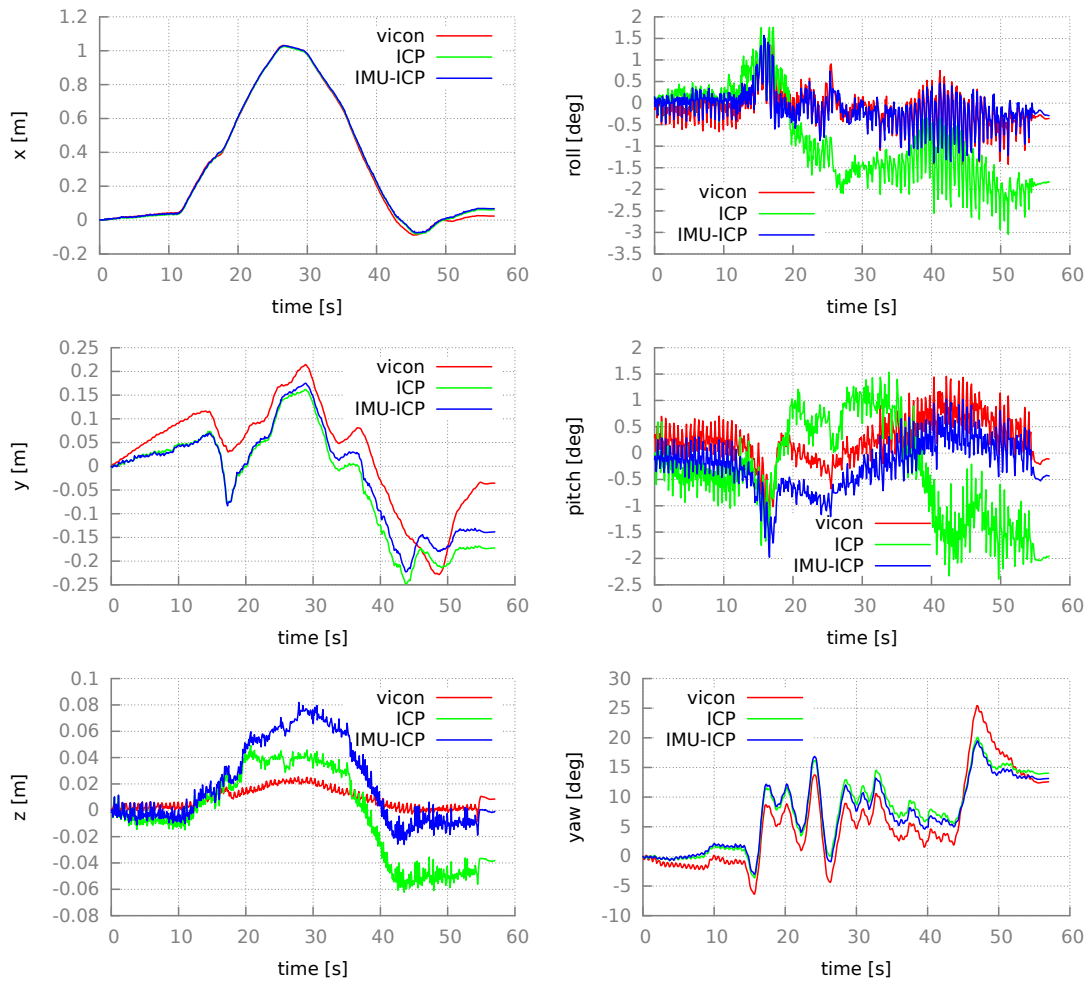 1.2
1
0.8
0.6
0.4
0.2
0
-0.2
x [m]
0 10 20 30 40 50 60
time [s]
vicon
ICP
IMU-ICP
2
1.5
1
0.5
0
-0.5
-1
-1.5
-2
-2.5
-3
3.5
roll [deg]
0 10 20 30 40 50 60
time [s]
vicon
ICP
IMU-ICP
0.25
0.2
0.15
0.1
0.05
0
-0.05
-0.1
-0.15
-0.2
-0.25
y [m]
0 10 20 30 40 50 60
time [s]
vicon
ICP
IMU-ICP
2
1.5
1
0.5
0
-0.5
-1
-1.5
-2
-2.5
pitch [deg]
0 10 20 30 40 50 60
time [s]
vicon
ICP
IMU-ICP
0.1
0.08
0.06
0.04
0.02
0
-0.02
-0.04
-0.06
-0.08
z [m]
0 10 20 30 40 50 60
time [s]
vicon
ICP
IMU-ICP
30
25
20
15
10
5
0
-5
-10
yaw [deg]
0 10 20 30 40 50 60
time [s]
vicon
ICP
IMU-ICP